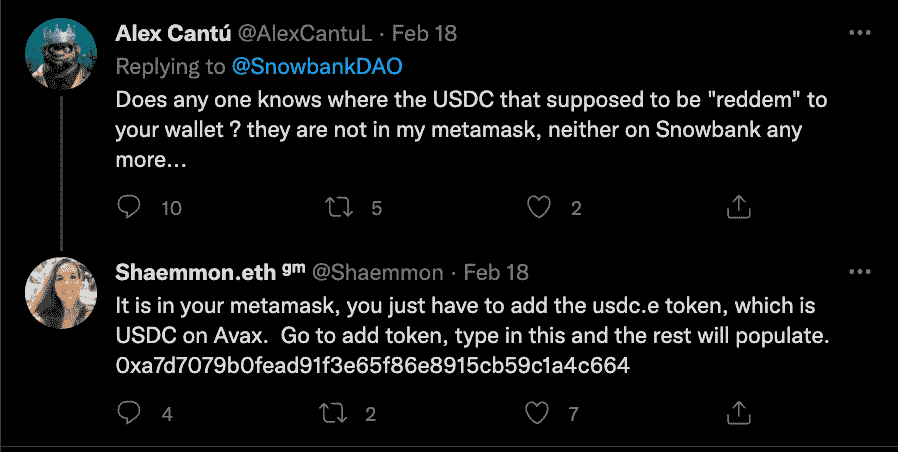 Alex Cantú @AlexCantuL · Feb 18
Replying to @SnowbankDAO
Does any one knows where the USDC that supposed to be "reddem" to
your wallet ? they are not in my metamask, neither on Snowbank any
more...
10 5 2
Shaemmon.eth ᵍᵐ @Shaemmon · Feb 18
It is in your metamask, you just have to add the usdc.e token, which is
USDC on Avax.  Go to add token, type in this and the rest will populate.
0xa7d7079b0fead91f3e65f86e8915cb59c1a4c664
4 2 7